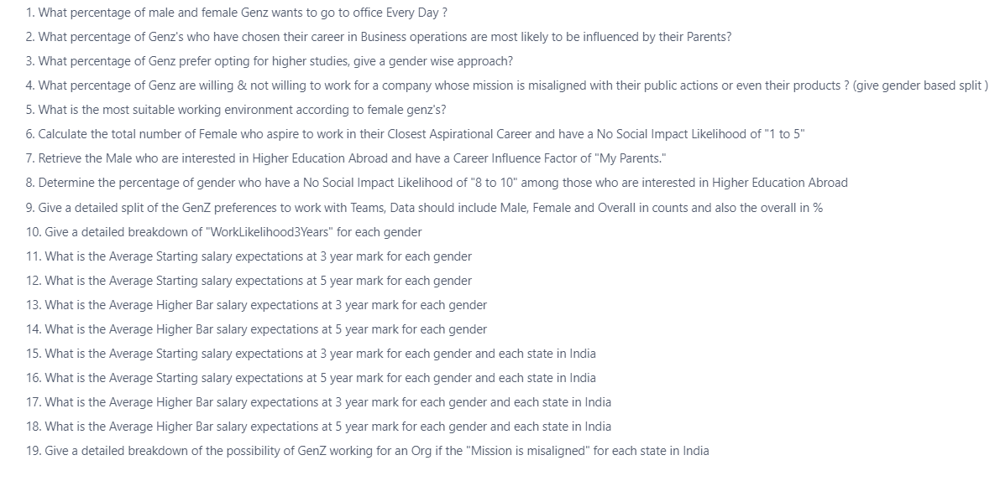 1. What percentage of male and female Genz wants to go to office Every Day ?
2. What percentage of Genz's who have chosen their career in Business operations are most likely to be influenced by their Parents?
3. What percentage of Genz prefer opting for higher studies, give a gender wise approach?
4. What percentage of Genz are willing & not willing to work for a company whose mission is misaligned with their public actions or even their products ? (give gender based split )
5. What is the most suitable working environment according to female genz's?
6. Calculate the total number of Female who aspire to work in their Closest Aspirational Career and have a No Social Impact Likelihood of "1 to 5"
7. Retrieve the Male who are interested in Higher Education Abroad and have a Career Influence Factor of "My Parents."
8. Determine the percentage of gender who have a No Social Impact Likelihood of "8 to 10" among those who are interested in Higher Education Abroad
9. Give a detailed split of the GenZ preferences to work with Teams, Data should include Male, Female and Overall in counts and also the overall in %
10. Give a detailed breakdown of "WorkLikelihood3Years" for each gender
11. What is the Average Starting salary expectations at 3 year mark for each gender
12. What is the Average Starting salary expectations at 5 year mark for each gender
13. What is the Average Higher Bar salary expectations at 3 year mark for each gender
14. What is the Average Higher Bar salary expectations at 5 year mark for each gender
15. What is the Average Starting salary expectations at 3 year mark for each gender and each state in India
16. What is the Average Starting salary expectations at 5 year mark for each gender and each state in India
17. What is the Average Higher Bar salary expectations at 3 year mark for each gender and each state in India
18. What is the Average Higher Bar salary expectations at 5 year mark for each gender and each state in India
19. Give a detailed breakdown of the possibility of GenZ working for an Org if the "Mission is misaligned" for each state in India